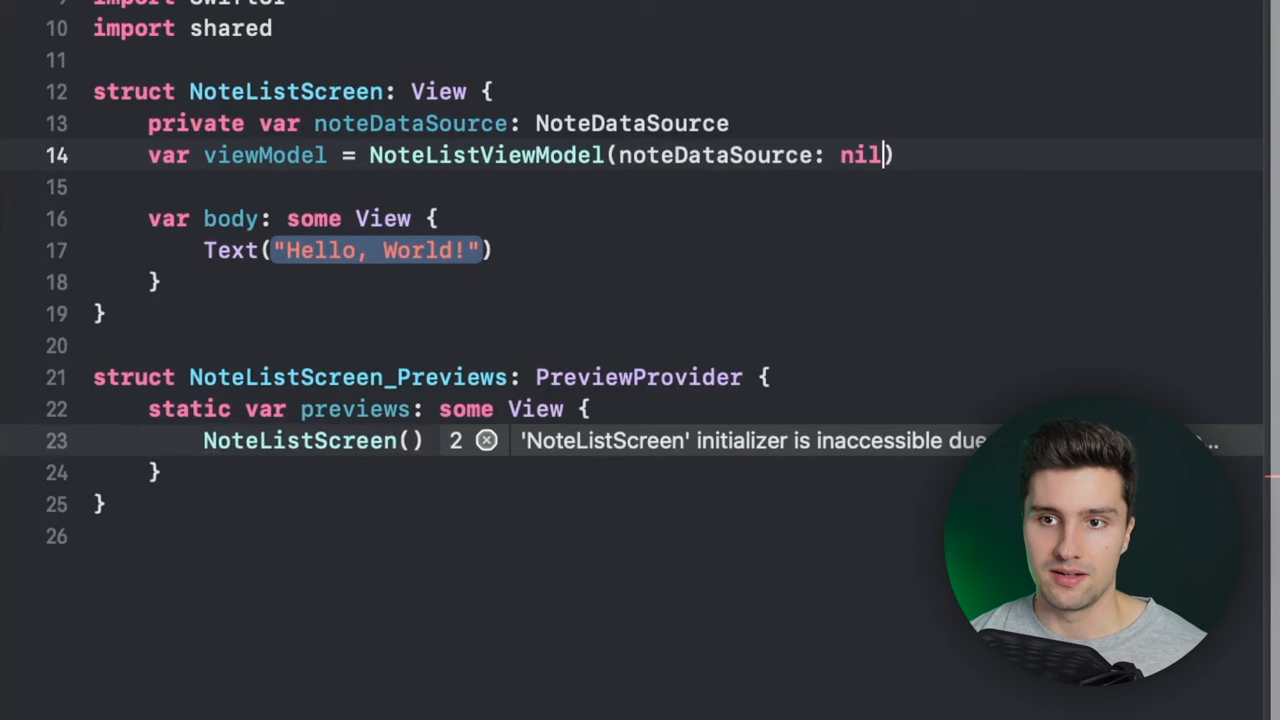 9
10 import shared
11
12 struct NoteListScreen: View {
13 private var noteDataSource: NoteDataSource
14 var viewModel = NoteListViewModel(noteDataSource: nil)
15
16 var body: some View {
17 Text("Hello, World!")
18 }
19 }
20
21 struct NoteListScreen_Previews: PreviewProvider {
22 static var previews: some View {
23 NoteListScreen() 2 'NoteListScreen' initializer is inaccessible due
24 }
25 }
26